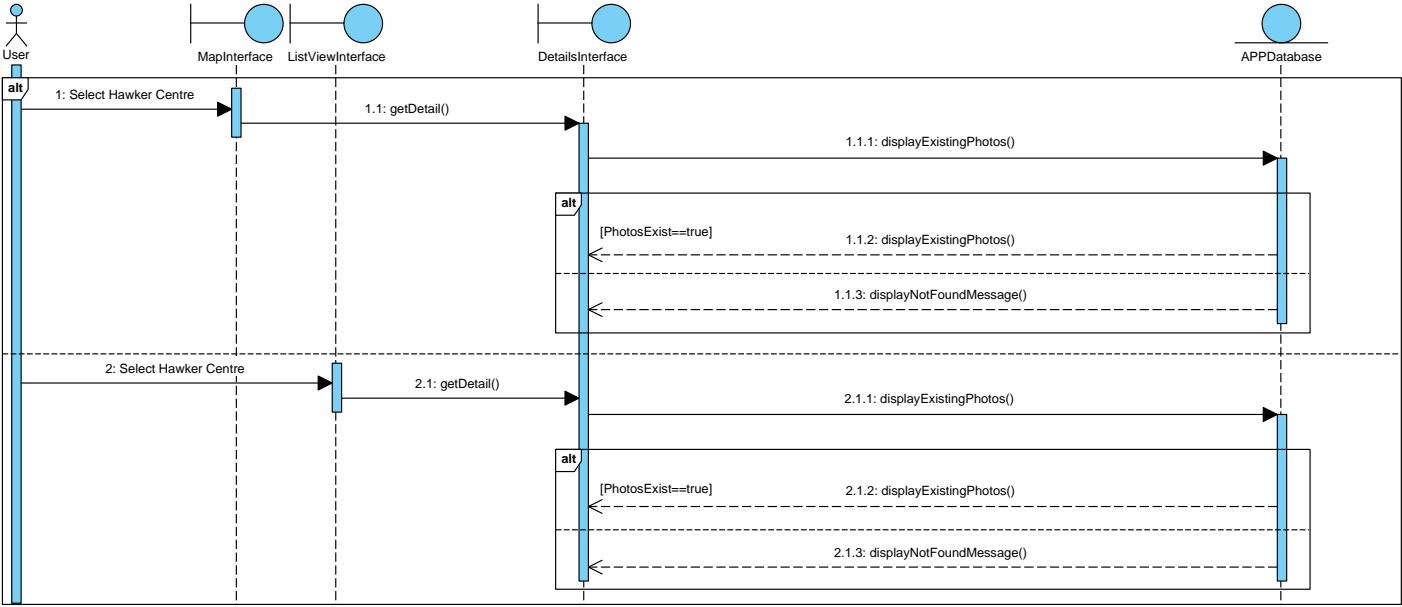 User
MapInterface
ListViewInterface
DetailsInterface
APPDatabase
alt
1: Select Hawker Centre
1.1: getDetail()
1.1.1: displayExistingPhotos()
alt
[PhotosExist==true]
1.1.2: displayExistingPhotos()
1.1.3: displayNotFoundMessage()
2: Select Hawker Centre
2.1: getDetail()
2.1.1: displayExistingPhotos()
alt
[PhotosExist==true]
2.1.2: displayExistingPhotos()
2.1.3: displayNotFoundMessage()